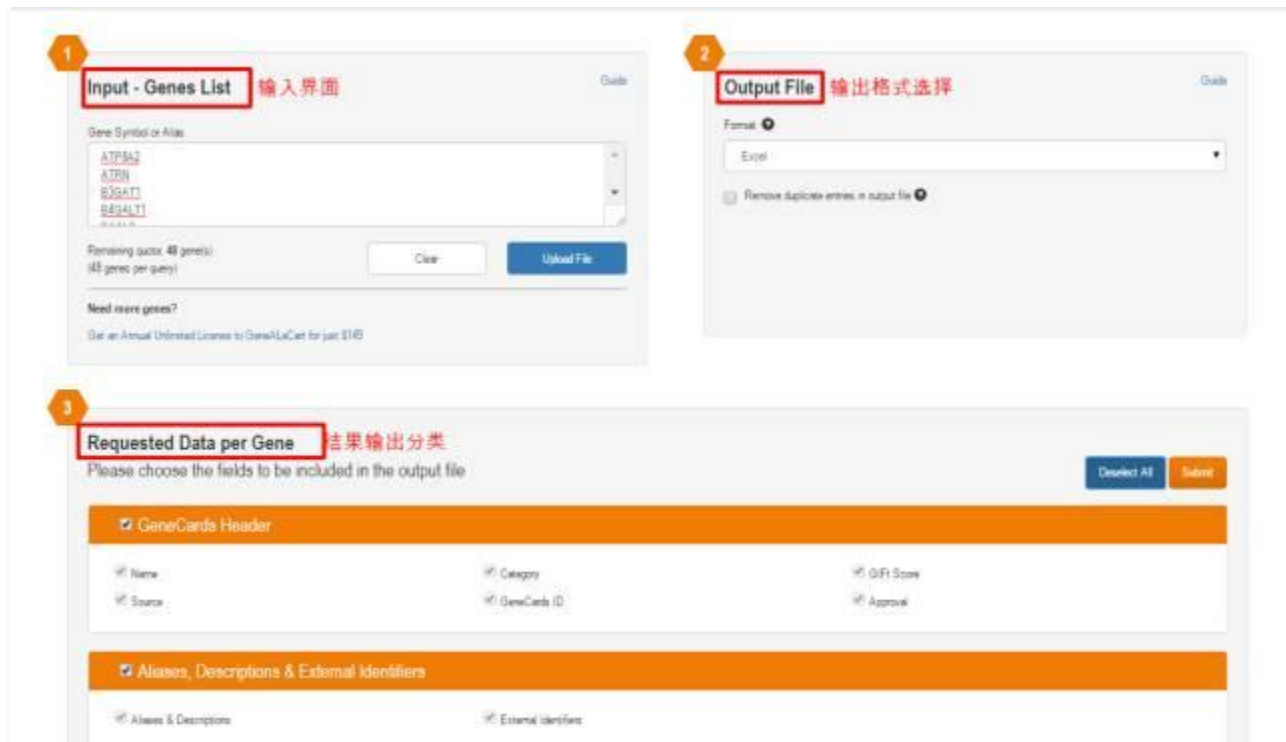 1
Input - Genes List 输入界面
Guide
Gene Symbol or Alias
ATP8A2
ATRN
B3GAT1
B4GALT1
Remaining quota: 48 gene(s)
(48 genes per query)
Clear
Upload File
Need more genes?
Get an Annual Unlimited License to GeneALaCart for just $149
2
Output File 输出格式选择
Guide
Format
Excel
Remove duplicate entries in output file
3
Requested Data per Gene 结果输出分类
Please choose the fields to be included in the output file
Deselect All Submit
GeneCards Header
Name Category GIFt Score
Source GeneCards ID Approval
Aliases, Descriptions & External Identifiers
Aliases & Descriptions External Identifiers